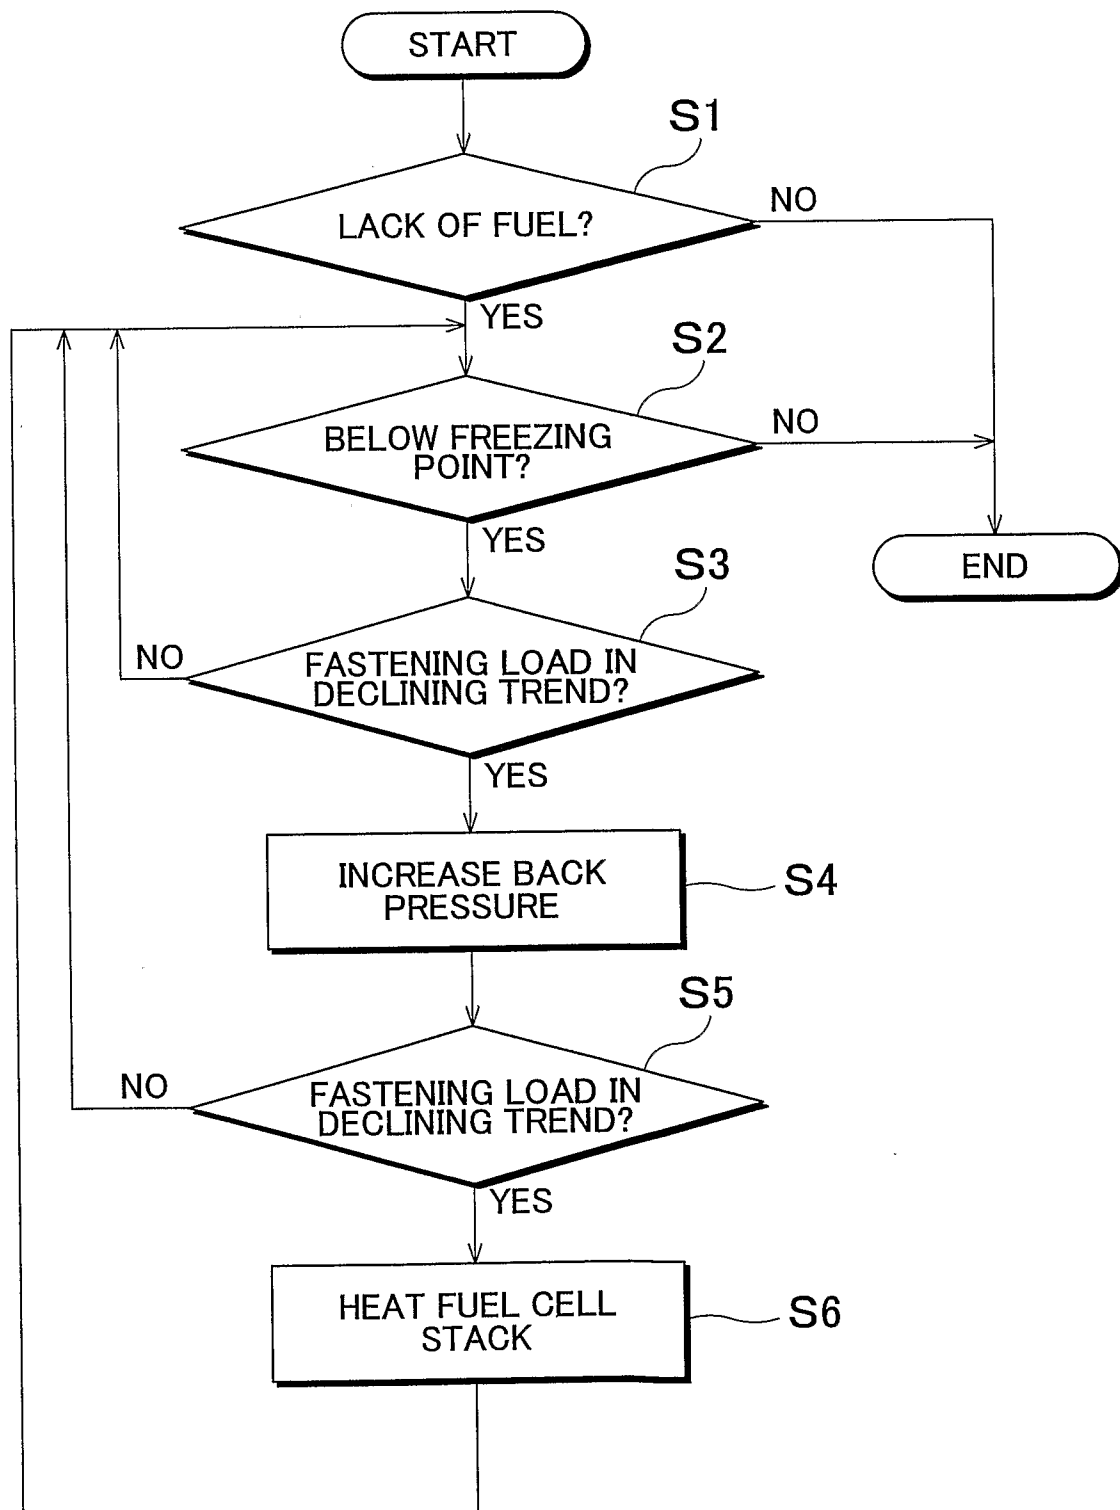 START
S1
LACK OF FUEL?
NO
YES
S2
BELOW FREEZING
POINT?
NO
YES
END
S3
FASTENING LOAD IN
DECLINING TREND?
NO
YES
INCREASE BACK
PRESSURE
S4
S5
FASTENING LOAD IN
DECLINING TREND?
NO
YES
HEAT FUEL CELL
STACK
S6